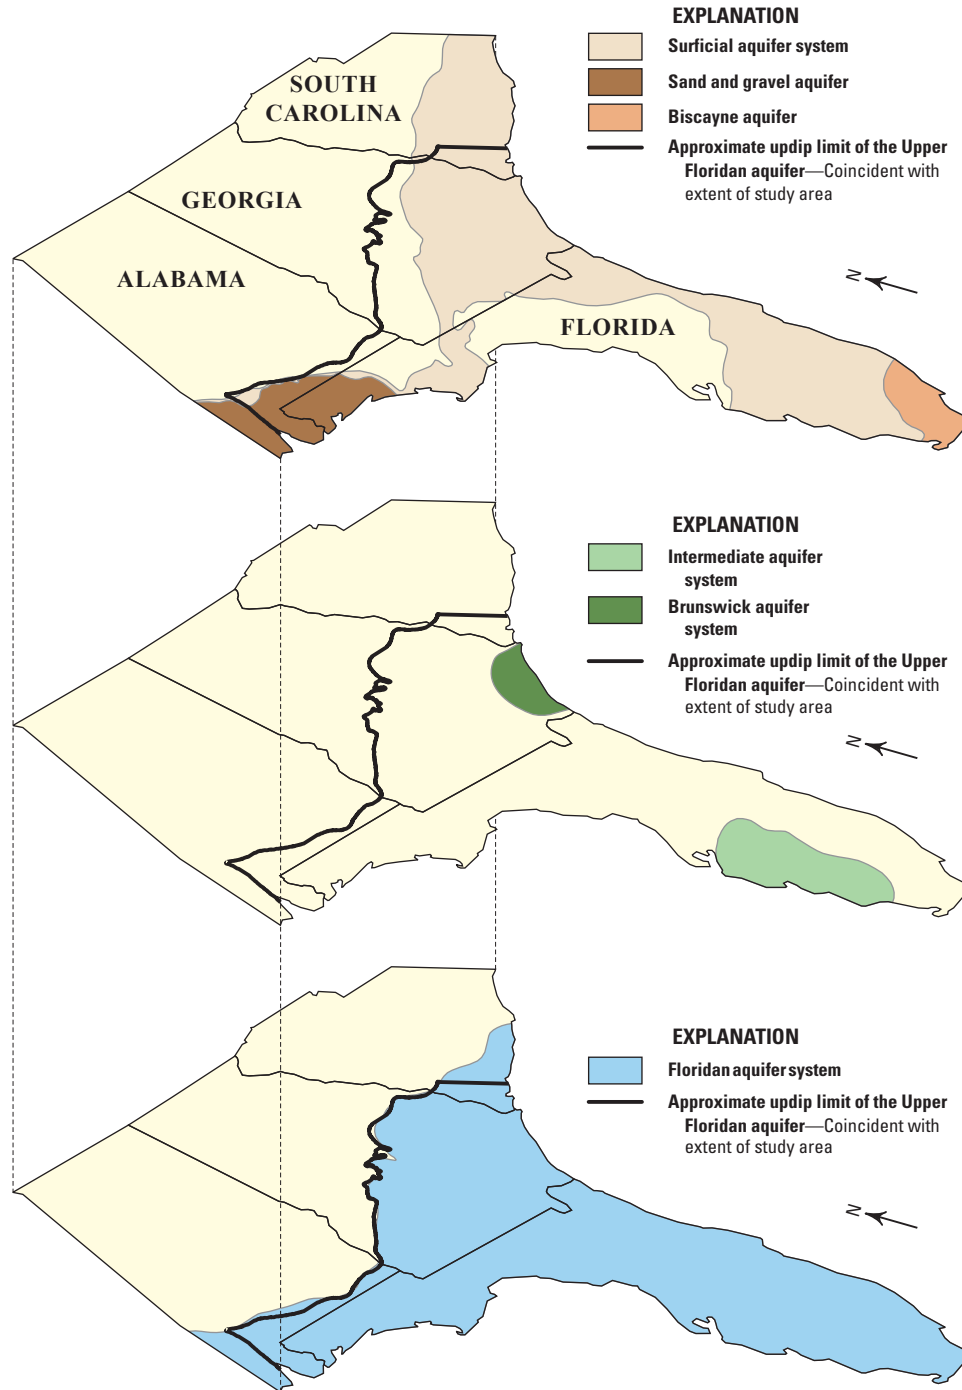 EXPLANATION
Surficial aquifer system
Sand and gravel aquifer
Biscayne aquifer
Approximate updip limit of the Upper
Floridan aquifer—Coincident with
extent of study area
SOUTH
CAROLINA
GEORGIA
ALABAMA
FLORIDA
N
EXPLANATION
Intermediate aquifer
system
Brunswick aquifer
system
Approximate updip limit of the Upper
Floridan aquifer—Coincident with
extent of study area
N
EXPLANATION
Floridan aquifer system
Approximate updip limit of the Upper
Floridan aquifer—Coincident with
extent of study area
N